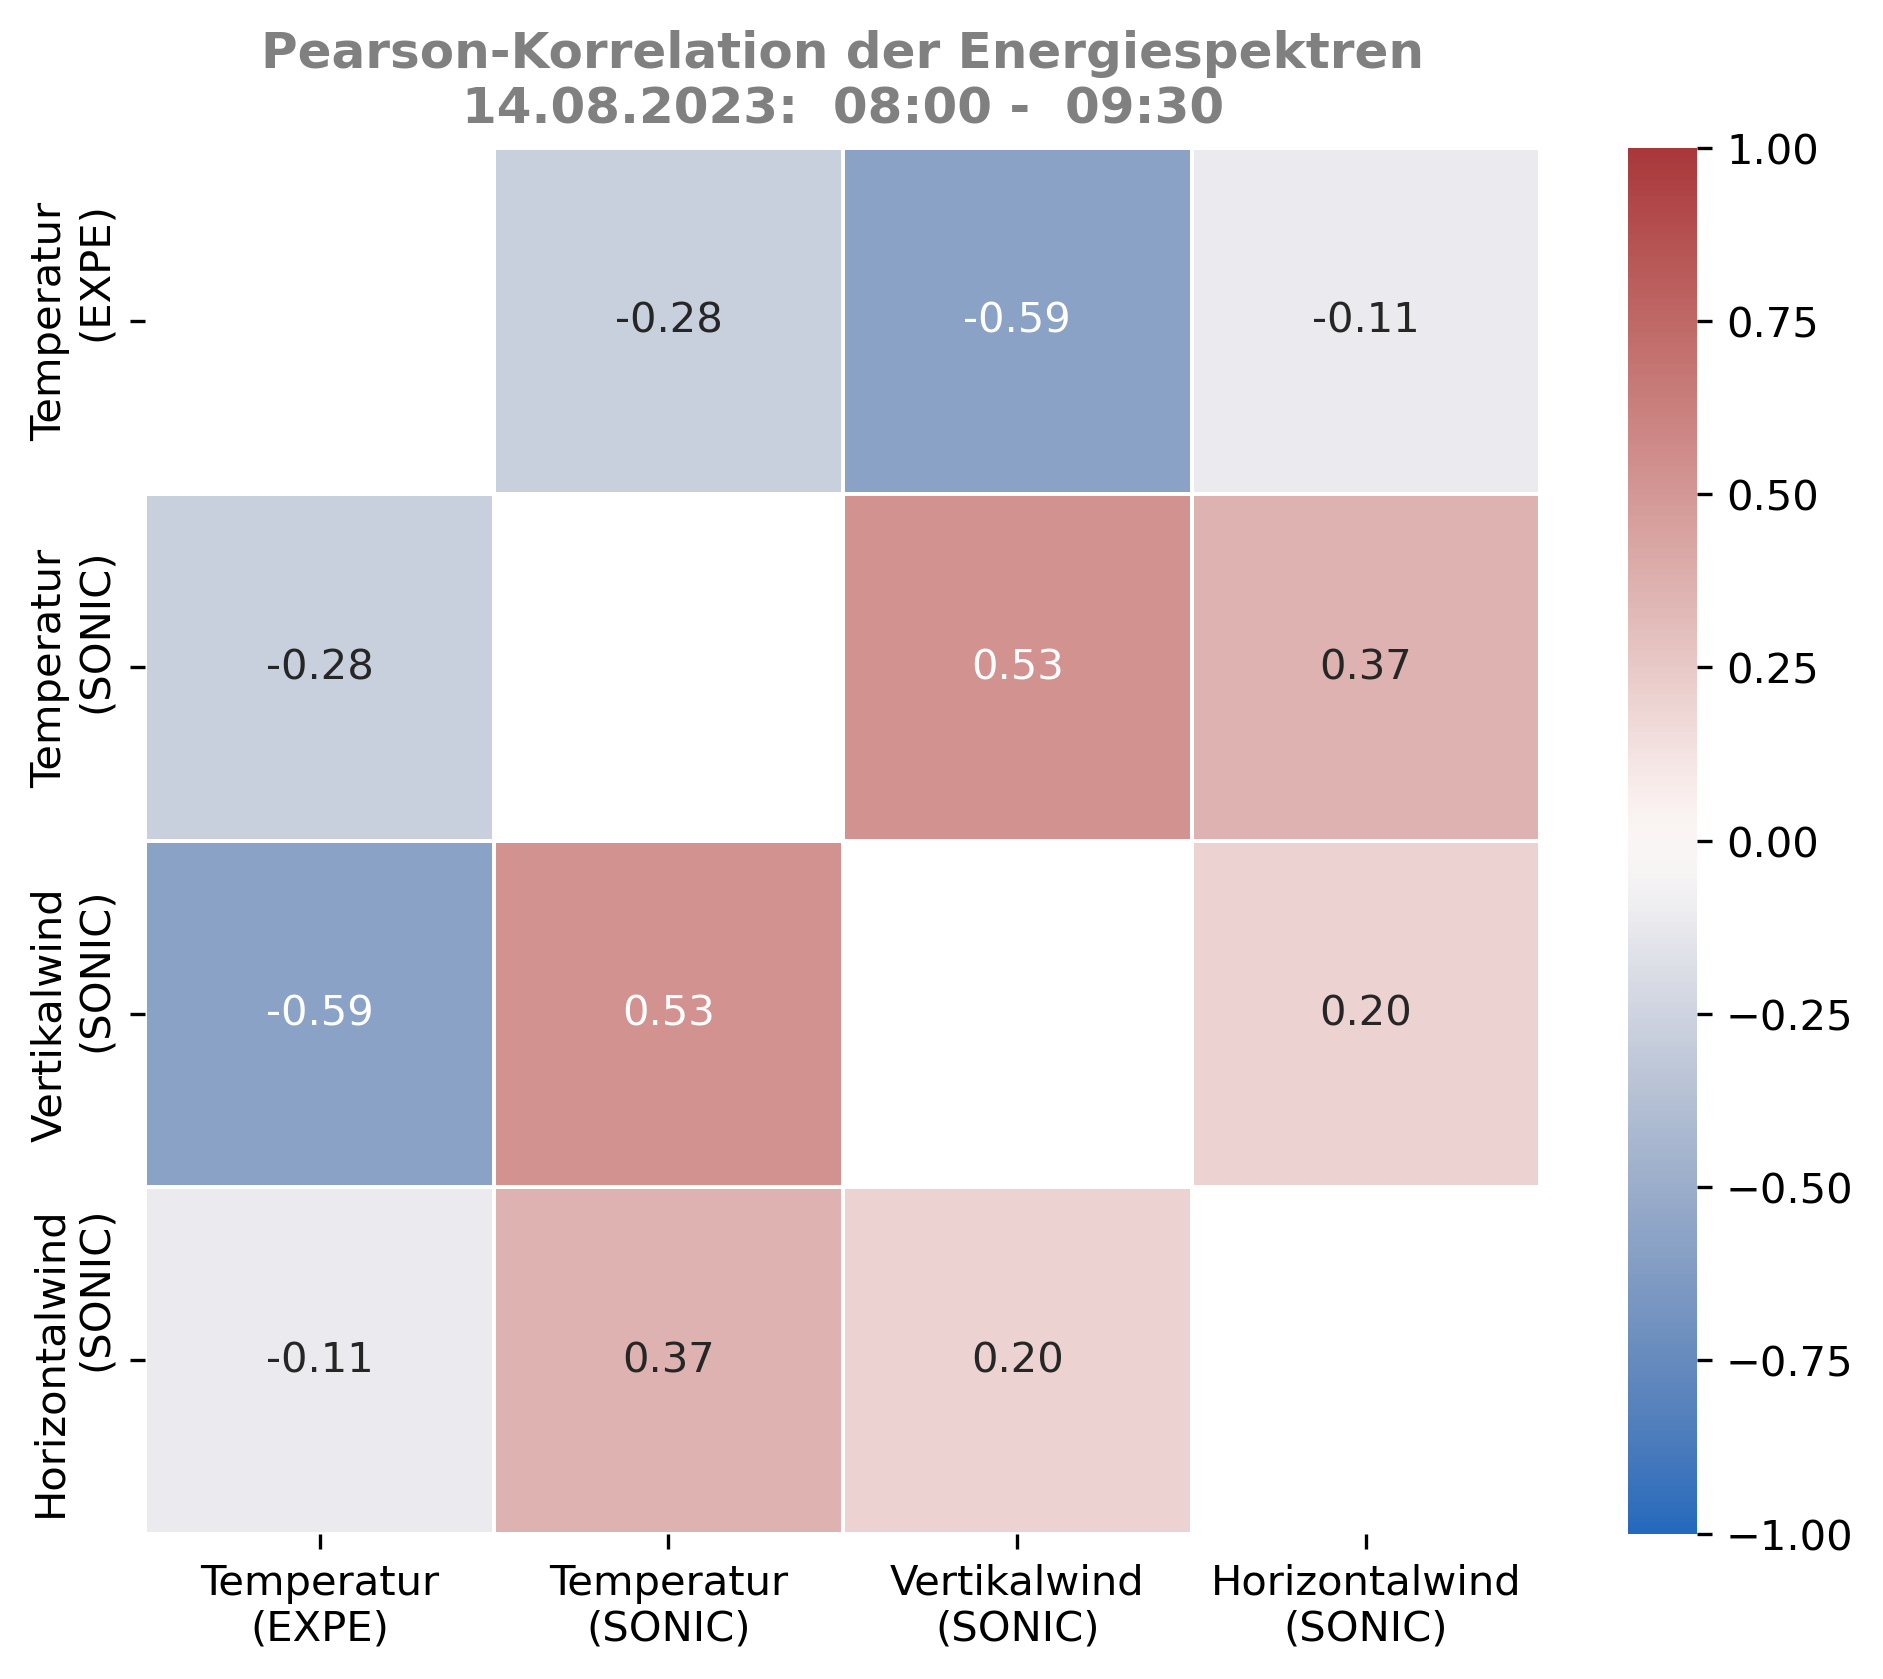 Pearson-Korrelation der Energiespektren
14.08.2023:  08:00 -  09:30
Temperatur
(EXPE)
-0.28
-0.59
-0.11
Temperatur
(SONIC)
-0.28
0.53
0.37
Vertikalwind
(SONIC)
-0.59
0.53
0.20
Horizontalwind
(SONIC)
-0.11
0.37
0.20
Temperatur
(EXPE)
Temperatur
(SONIC)
Vertikalwind
(SONIC)
Horizontalwind
(SONIC)
1.00
0.75
0.50
0.25
0.00
−0.25
−0.50
−0.75
−1.00